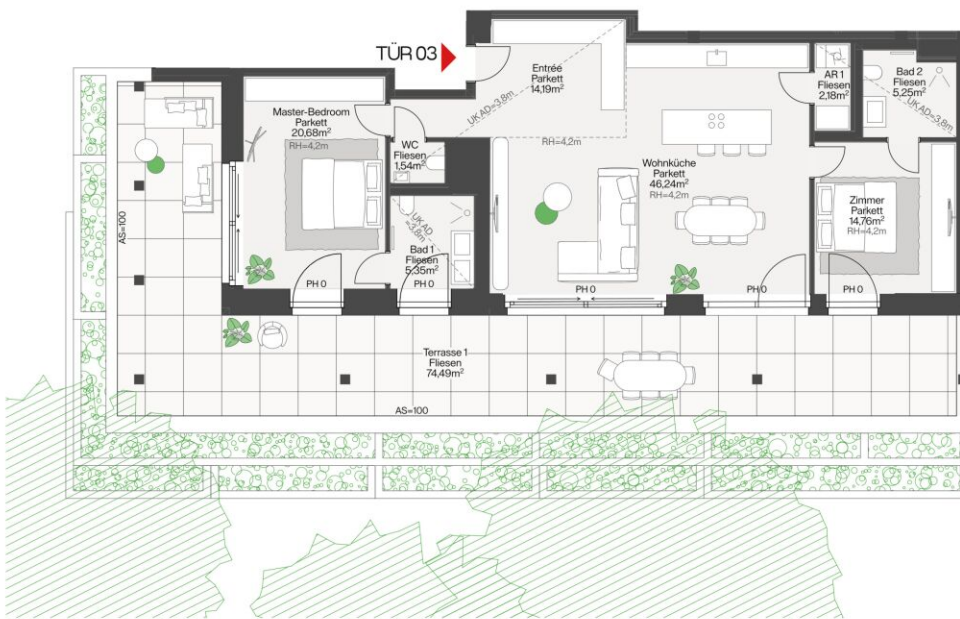 TÜR 03
Entrée
Parkett
14,19m²
UK AD=3,8m
AR 1
Fliesen
2,18m²
Bad 2
Fliesen
5,25m²
UK AD=3,8m
Master-Bedroom
Parkett
20,68m²
RH=4,2m
WC
Fliesen
1,54m²
RH=4,2m
Wohnküche
Parkett
46,24m²
RH=4,2m
Zimmer
Parkett
14,76m²
RH=4,2m
UK AD
=3,8m
Bad 1
Fliesen
5,35m²
AS=100
PH 0
PH 0
PH 0
PH 0
PH 0
Terrasse 1
Fliesen
74,49m²
AS=100